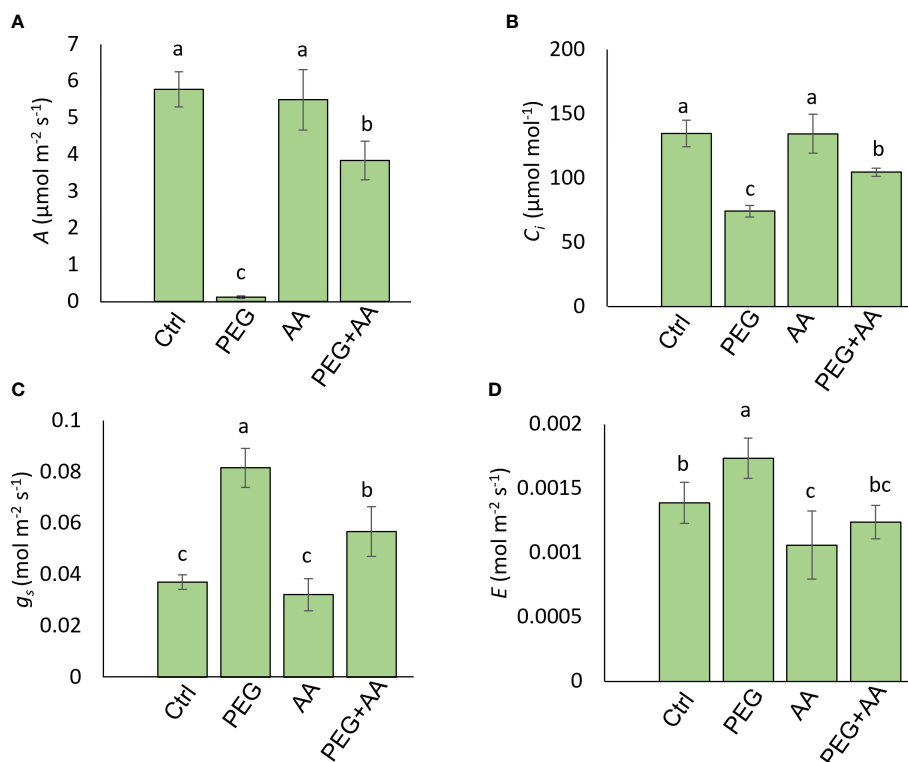 A
A (µmol m⁻² s⁻¹)
7
6
5
4
3
2
1
0
a
c
a
b
Ctrl
PEG
AA
PEG+AA
B
Cᵢ (µmol mol⁻¹)
200
150
100
50
0
a
c
a
b
Ctrl
PEG
AA
PEG+AA
C
gₛ (mol m⁻² s⁻¹)
0.1
0.08
0.06
0.04
0.02
0
c
a
c
b
Ctrl
PEG
AA
PEG+AA
D
E (mol m⁻² s⁻¹)
0.002
0.0015
0.001
0.0005
0
b
a
c
bc
Ctrl
PEG
AA
PEG+AA